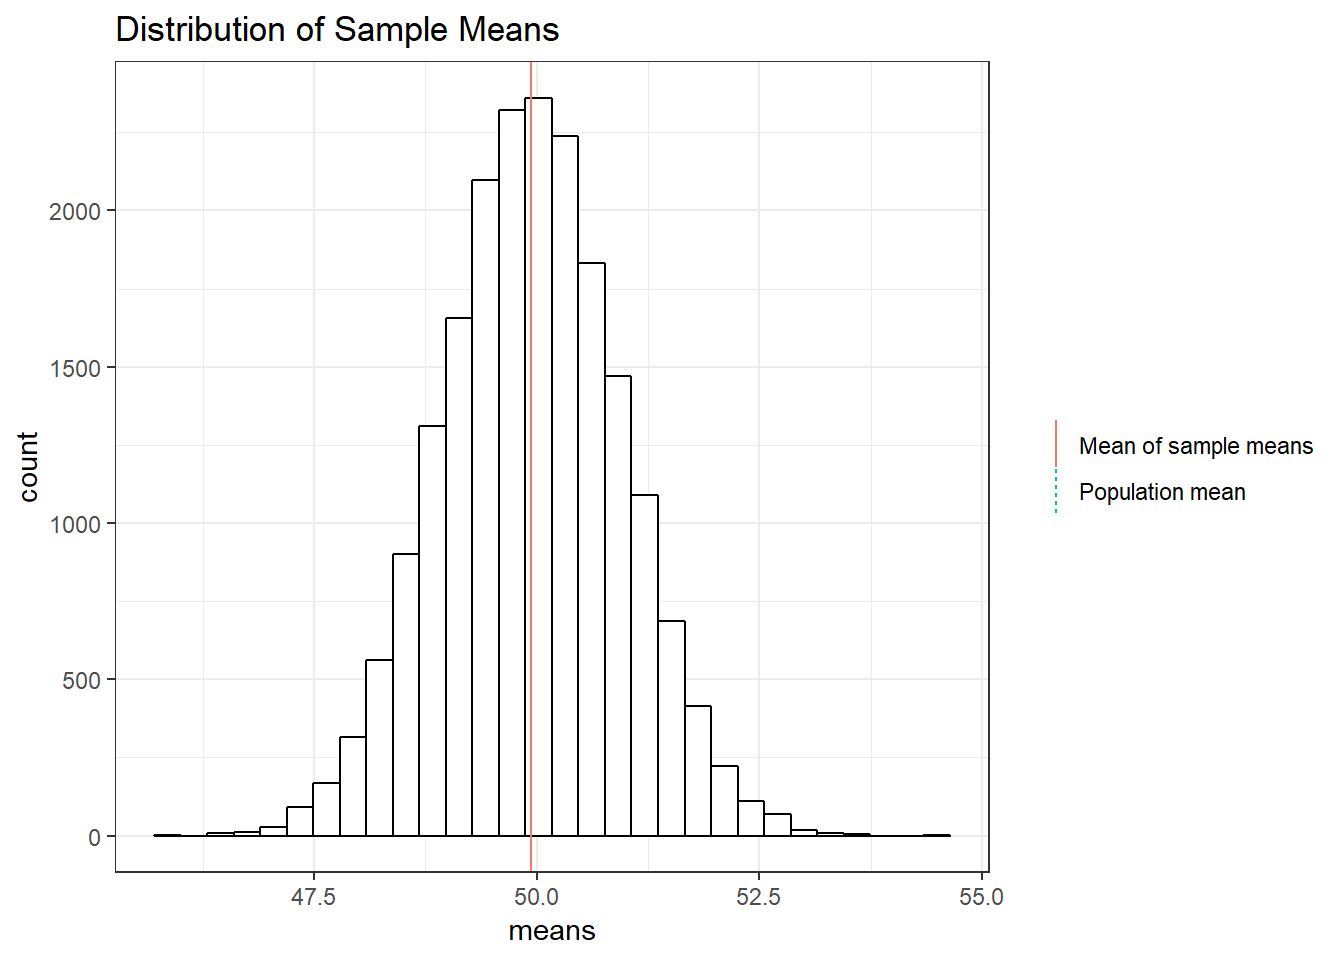 Distribution of Sample Means
2000
1500
1000
500
0
count
47.5 50.0 52.5 55.0
means
Mean of sample means
Population mean